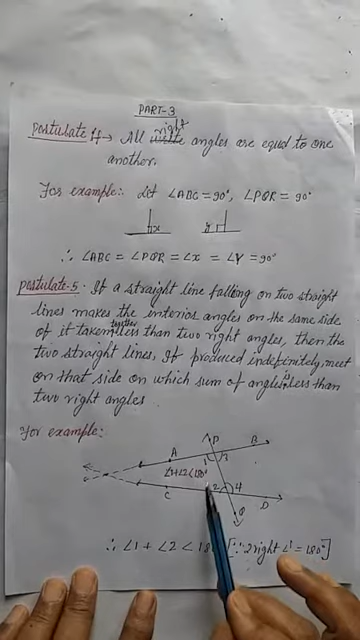 PART-3
Postulate 4 → All right angles are equal to one
another.
For example:. Let ∠ABC = 90°, ∠PQR = 90°
x y
∴ ∠ABC = ∠PQR = ∠x = ∠Y = 90°
Postulate-5: If a straight line falling on two straight
lines makes the interior angles on the same side
of it taken together less than two right angles, then the
two straight lines, If produced indefinitely, meet
on that side on which sum of angles is less than
two right angles.
For example:
P
A B
1 3
∠1+∠2<180°
2 4
C D
Q
∴ ∠1 + ∠2 < 18 [∵ 2 right ∠s = 180°]